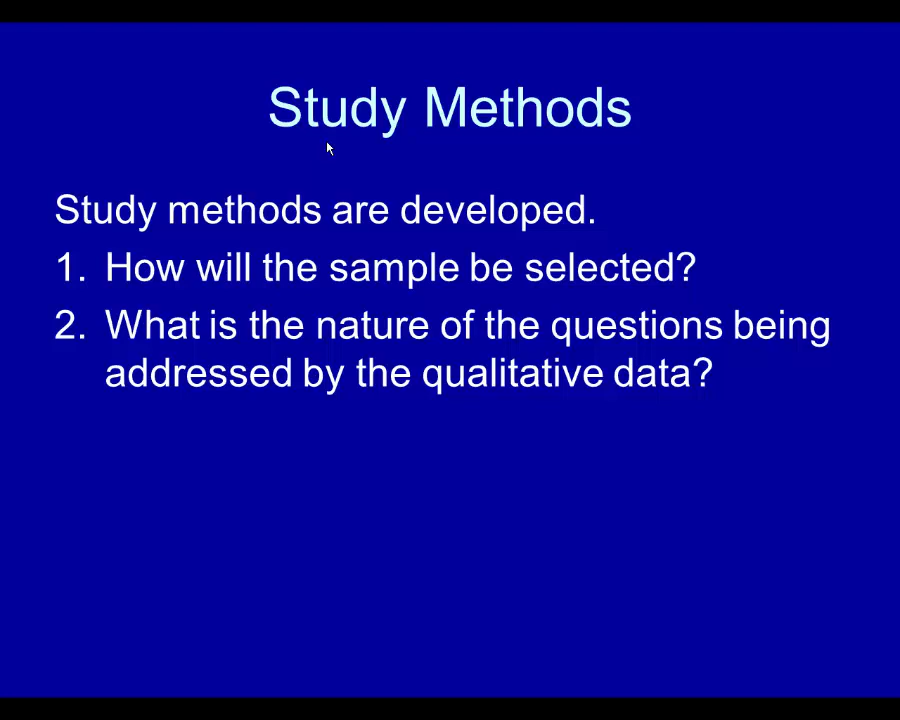 Study Methods
Study methods are developed.
1. How will the sample be selected?
2. What is the nature of the questions being
addressed by the qualitative data?